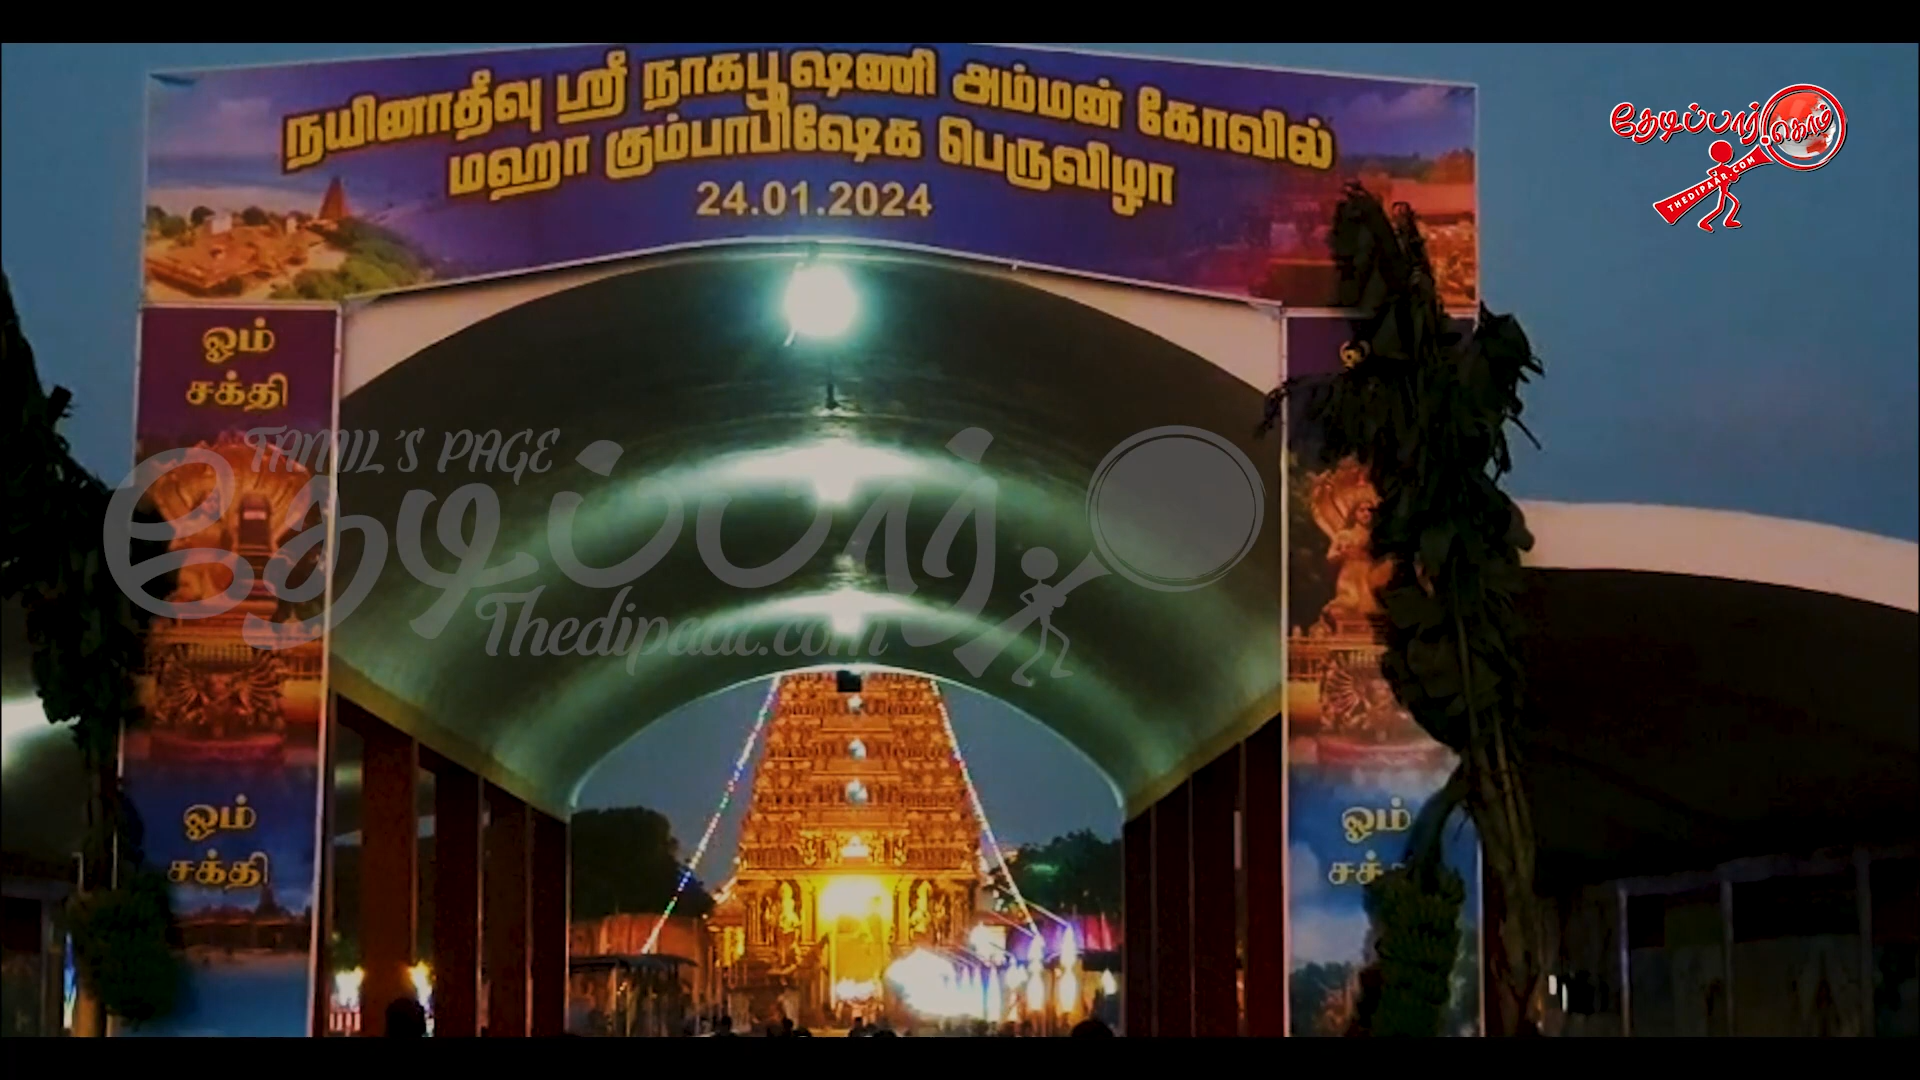 நயினாதீவு ஸ்ரீ நாகபூஷணி அம்மன் கோவில்
மஹா கும்பாபிஷேக பெருவிழா
24.01.2024
தேடிப்பார்.கொம்
THEDIPAAR.COM
ஓம்
சக்தி
TAMIL'S PAGE
தேடிப்பார்.
Thedipaar.com
ஓம்
சக்தி
ஓம்